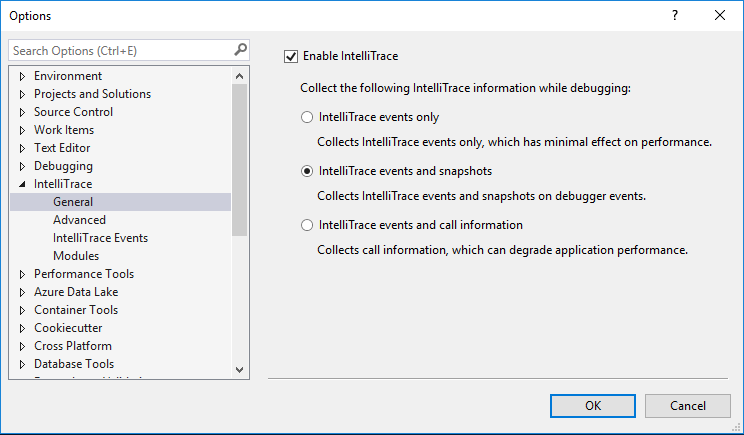 Options
?
Search Options (Ctrl+E)
Environment
Projects and Solutions
Source Control
Work Items
Text Editor
Debugging
IntelliTrace
General
Advanced
IntelliTrace Events
Modules
Performance Tools
Azure Data Lake
Container Tools
Cookiecutter
Cross Platform
Database Tools
Enable IntelliTrace
Collect the following IntelliTrace information while debugging:
IntelliTrace events only
Collects IntelliTrace events only, which has minimal effect on performance.
IntelliTrace events and snapshots
Collects IntelliTrace events and snapshots on debugger events.
IntelliTrace events and call information
Collects call information, which can degrade application performance.
OK
Cancel